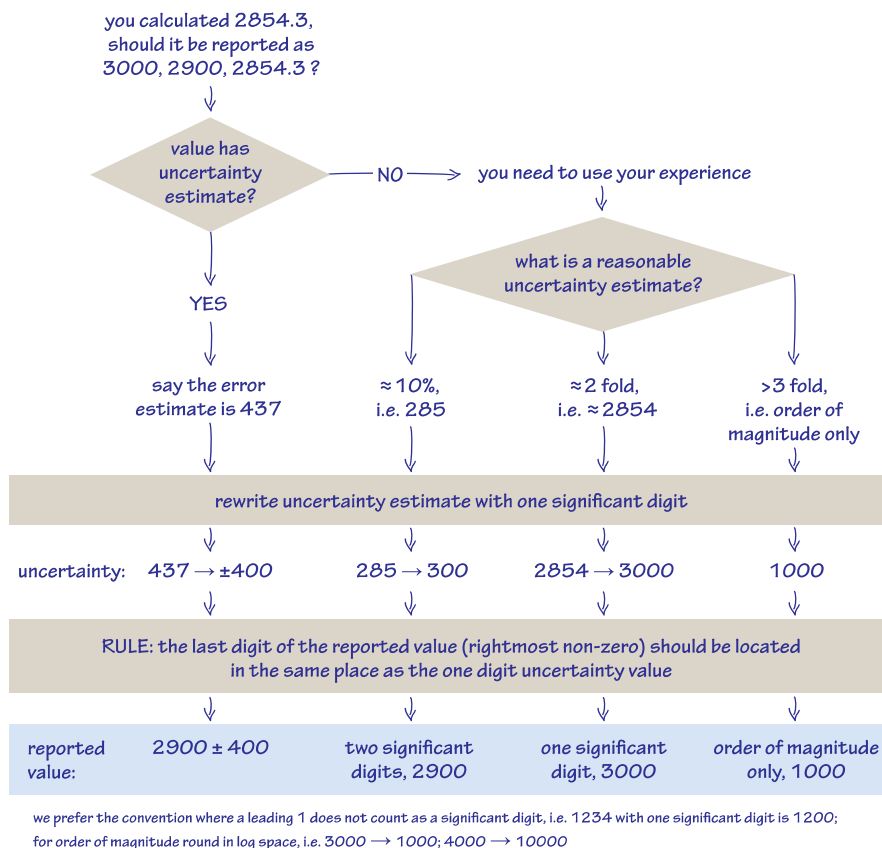 you calculated 2854.3,
should it be reported as
3000, 2900, 2854.3 ?
value has
uncertainty
estimate?
NO
you need to use your experience
what is a reasonable
uncertainty estimate?
YES
say the error
estimate is 437
≈ 10%,
i.e. 285
≈ 2 fold,
i.e. ≈ 2854
>3 fold,
i.e. order of
magnitude only
rewrite uncertainty estimate with one significant digit
uncertainty: 437 → ±400 285 → 300 2854 → 3000 1000
RULE: the last digit of the reported value (rightmost non-zero) should be located
in the same place as the one digit uncertainty value
reported
value:
2900 ± 400
two significant
digits, 2900
one significant
digit, 3000
order of magnitude
only, 1000
we prefer the convention where a leading 1 does not count as a significant digit, i.e. 1234 with one significant digit is 1200;
for order of magnitude round in log space, i.e. 3000 → 1000; 4000 → 10000